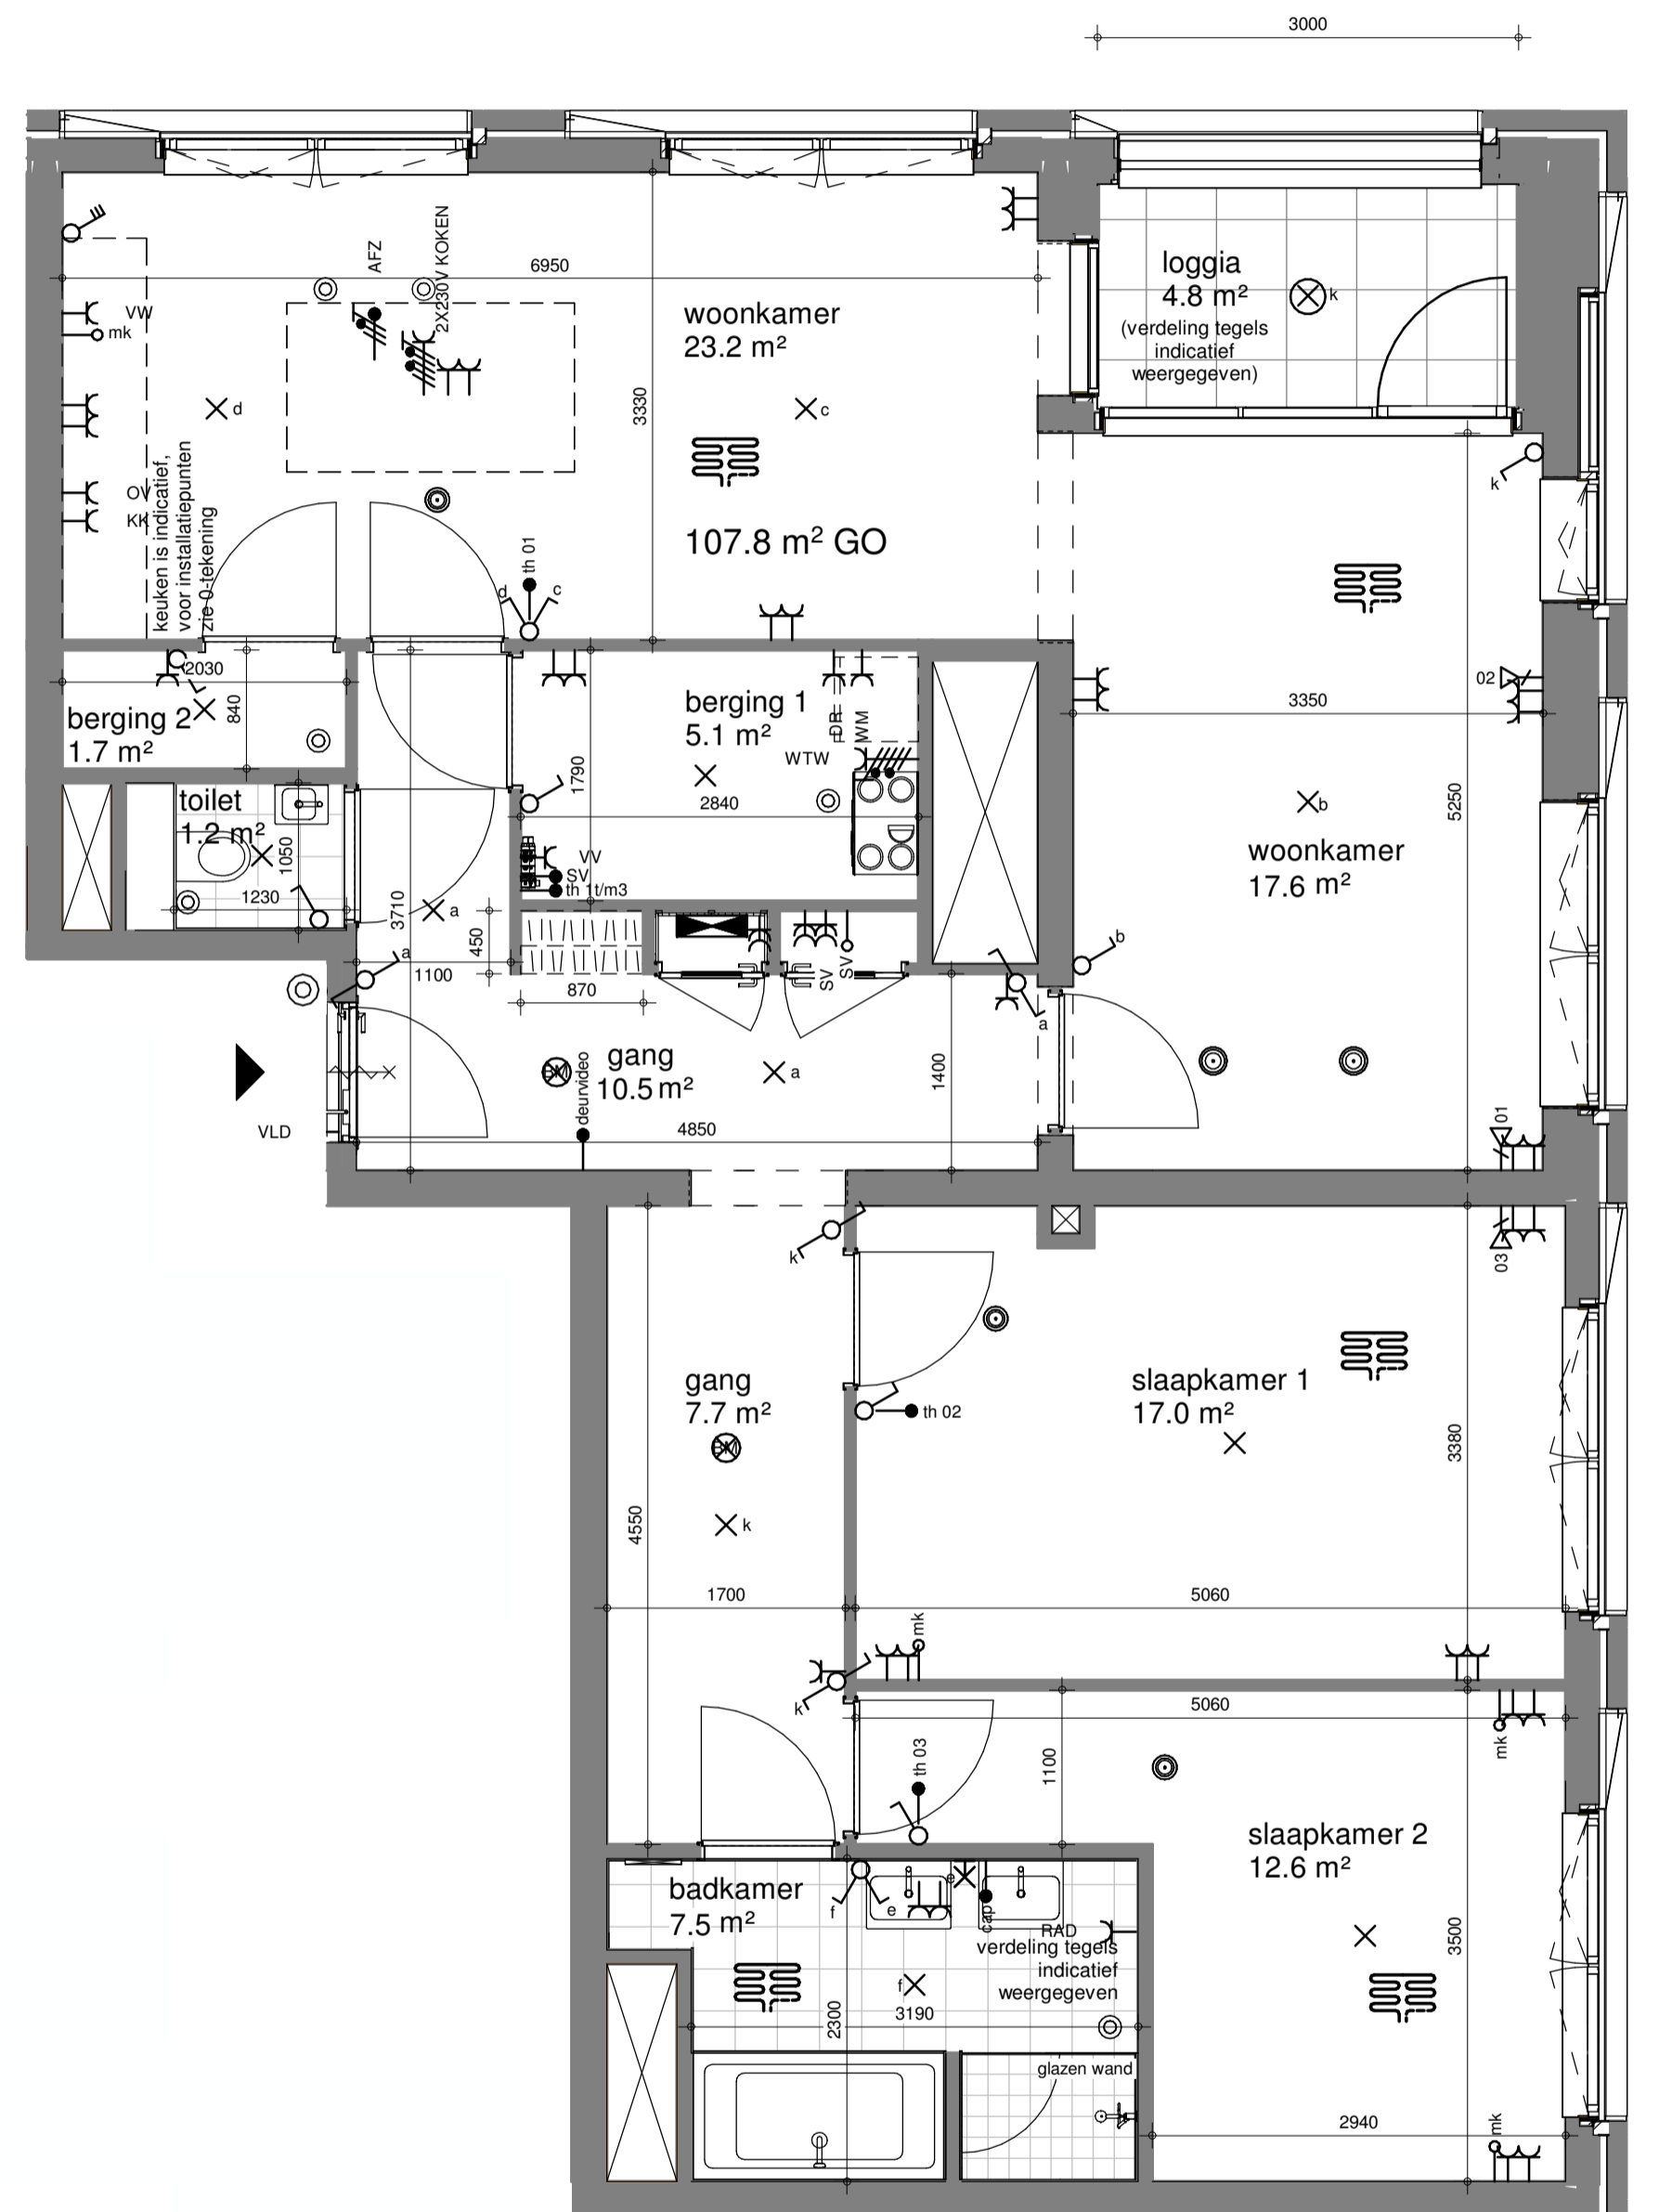 3000
AFZ
2X230V KOKEN
6950
woonkamer
23.2 m²
loggia
4.8 m²
(verdeling tegels
indicatief
weergegeven)
k
VW
mk
d
c
3330
OV
KK
keuken is indicatief,
voor installatiepunten
zie 0-tekening
107.8 m² GO
k
th 01
d
c
2030
840
berging 2
1.7 m²
berging 1
5.1 m²
DR
WM
WTW
1790
2840
02
3350
5250
b
woonkamer
17.6 m²
toilet
1.2 m²
1050
1230
VV
SV
th 1t/m3
3710
a
450
a
1100
870
SV
SV
b
a
gang
10.5 m²
BM
deurvideo
a
1400
VLD
4850
01
k
03
th 02
gang
7.7 m²
BM
k
slaapkamer 1
17.0 m²
3380
4550
1700
5060
mk
k
5060
mk
th 03
1100
slaapkamer 2
12.6 m²
badkamer
7.5 m²
f
e
cap
RAD
verdeling tegels
indicatief
weergegeven
f
3190
2300
3500
glazen wand
2940
mk